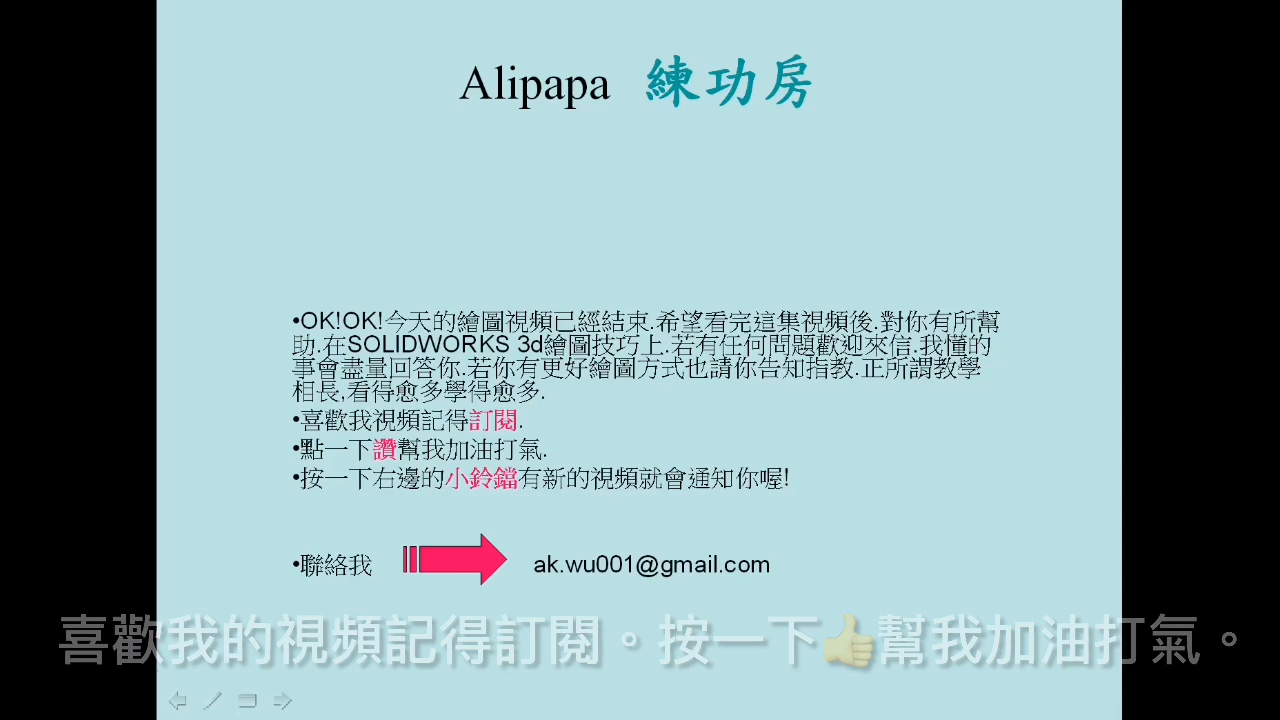 Alipapa 練功房
•OK!OK!今天的繪圖視頻已經結束.希望看完這集視頻後.對你有所幫
助.在SOLIDWORKS 3d繪圖技巧上.若有任何問題歡迎來信.我懂的
事會盡量回答你.若你有更好繪圖方式也請你告知指教.正所謂教學
相長,看得愈多學得愈多.
•喜歡我視頻記得訂閱.
•點一下讚幫我加油打氣.
•按一下右邊的小鈴鐺有新的視頻就會通知你喔!
•聯絡我 ak.wu001@gmail.com
喜歡我的視頻記得訂閱。按一下👍幫我加油打氣。